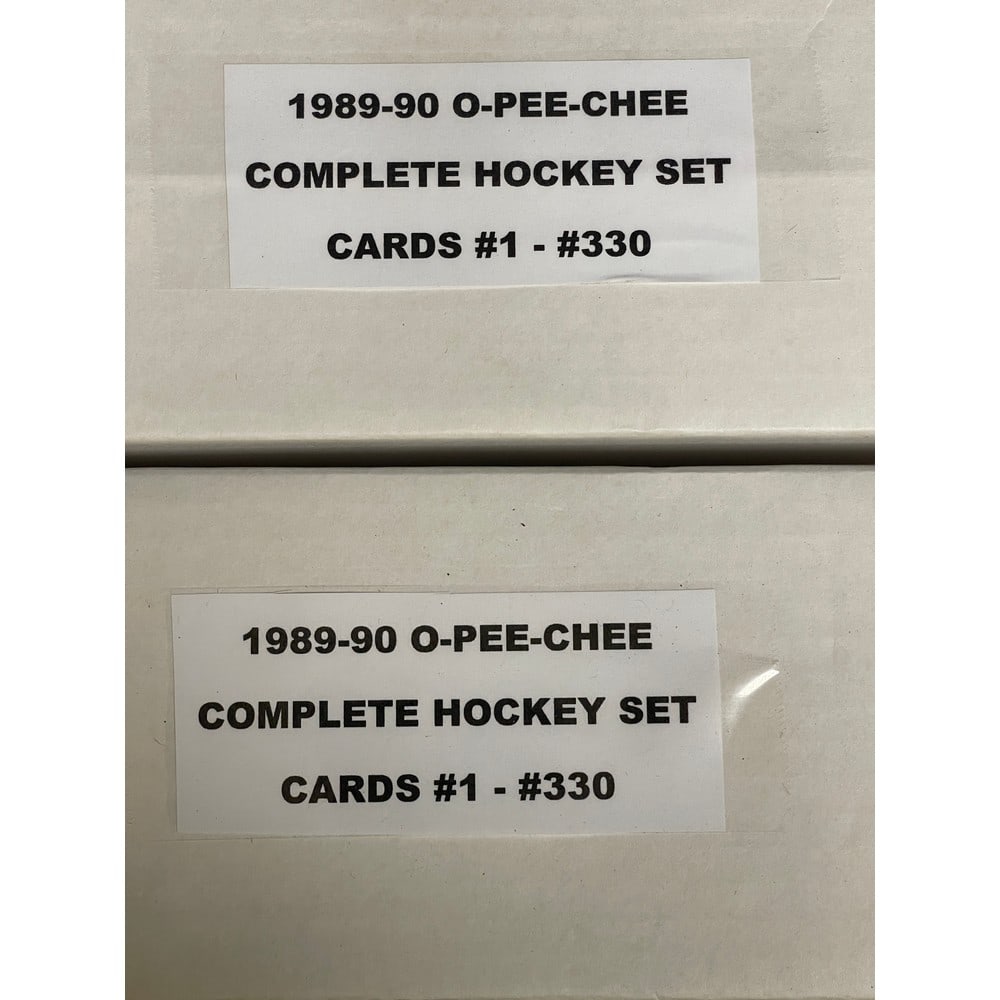 1989-90 O-PEE-CHEE
COMPLETE HOCKEY SET
CARDS #1 - #330
1989-90 O-PEE-CHEE
COMPLETE HOCKEY SET
CARDS #1 - #330